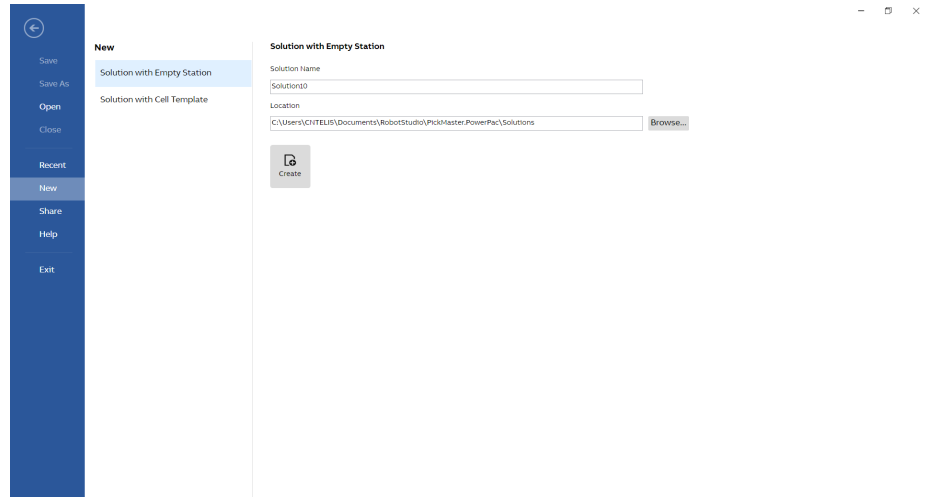 Save
Save As
Open
Close
Recent
New
Share
Help
Exit
New
Solution with Empty Station
Solution with Cell Template
Solution with Empty Station
Solution Name
Solution10
Location
C:\Users\CNTELIS\Documents\RobotStudio\PickMaster.PowerPac\Solutions
Browse...
Create